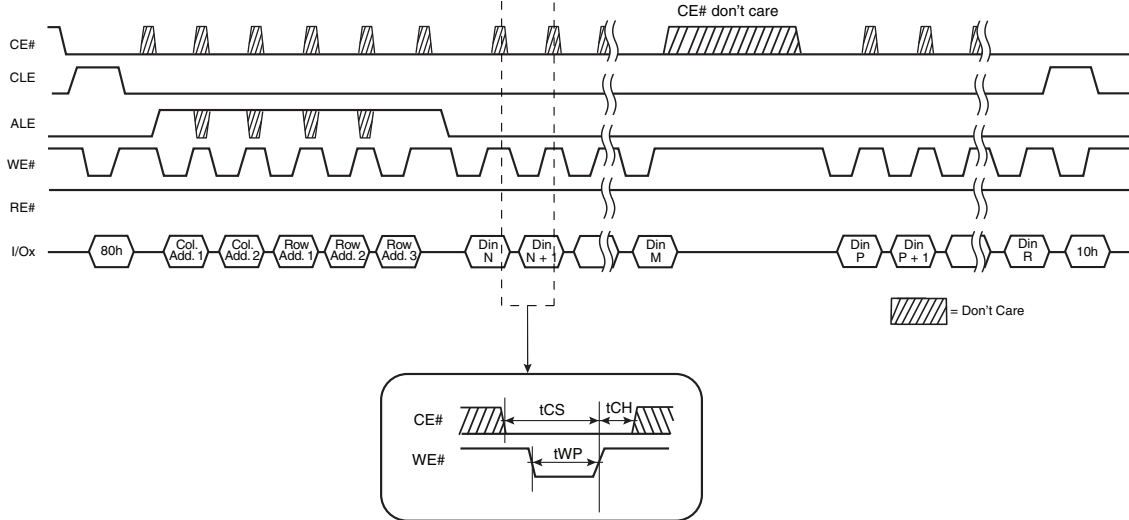 CE# don't care
CE#
CLE
ALE
WE#
RE#
I/Ox
80h
Col.
Add. 1
Col.
Add. 2
Row
Add. 1
Row
Add. 2
Row
Add. 3
Din
N
Din
N + 1
Din
M
Din
P
Din
P + 1
Din
R
10h
= Don't Care
CE#
tCS
tCH
WE#
tWP